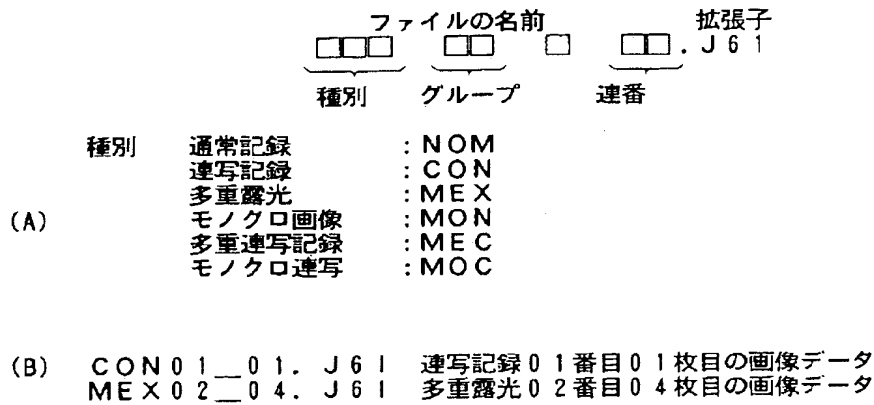 ファイルの名前 拡張子
□□□ □□ □ □□.J61
種別 グループ 連番
種別 通常記録 :NOM
連写記録 :CON
多重露光 :MEX
(A) モノクロ画像 :MON
多重連写記録 :MEC
モノクロ連写 :MOC
(B) CON01_01.J61 連写記録01番目01枚目の画像データ
MEX02_04.J61 多重露光02番目04枚目の画像データ